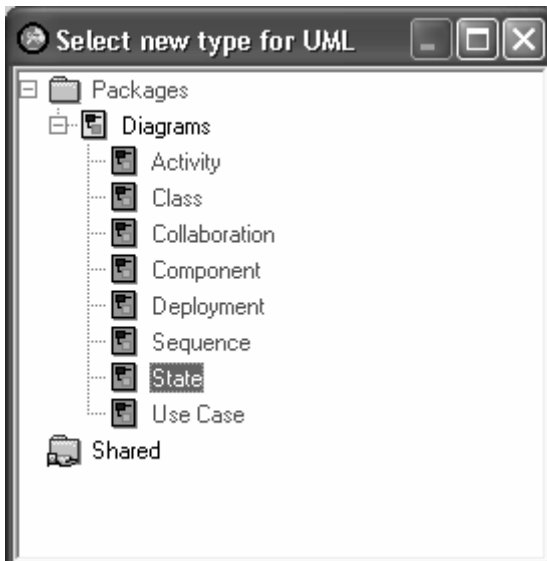 Select new type for UML
Packages
Diagrams
Activity
Class
Collaboration
Component
Deployment
Sequence
State
Use Case
Shared